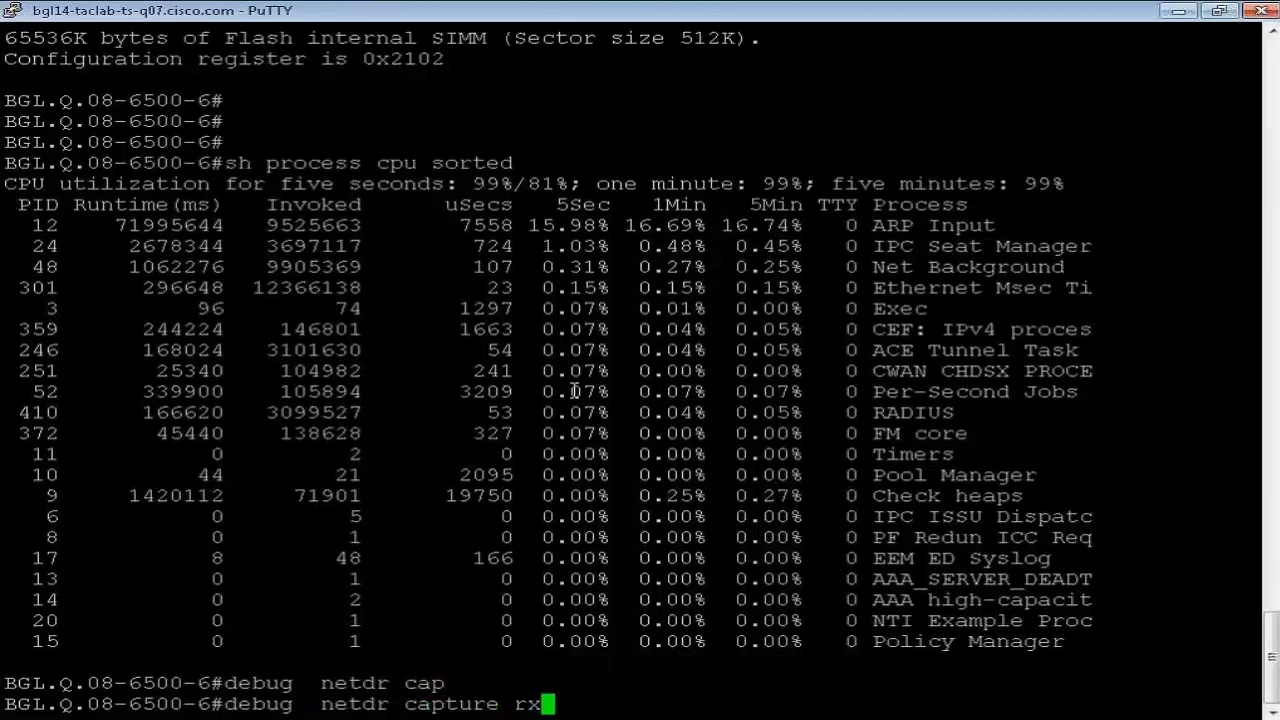 bgl14-taclab-ts-q07.cisco.com - PuTTY
65536K bytes of Flash internal SIMM (Sector size 512K).
Configuration register is 0x2102
BGL.Q.08-6500-6#
BGL.Q.08-6500-6#
BGL.Q.08-6500-6#
BGL.Q.08-6500-6#sh process cpu sorted
CPU utilization for five seconds: 99%/81%; one minute: 99%; five minutes: 99%
PID Runtime(ms) Invoked uSecs 5Sec 1Min 5Min TTY Process
12 71995644 9525663 7558 15.98% 16.69% 16.74% 0 ARP Input
24 2678344 3697117 724 1.03% 0.48% 0.45% 0 IPC Seat Manager
48 1062276 9905369 107 0.31% 0.27% 0.25% 0 Net Background
301 296648 12366138 23 0.15% 0.15% 0.15% 0 Ethernet Msec Ti
3 96 74 1297 0.07% 0.01% 0.00% 0 Exec
359 244224 146801 1663 0.07% 0.04% 0.05% 0 CEF: IPv4 proces
246 168024 3101630 54 0.07% 0.04% 0.05% 0 ACE Tunnel Task
251 25340 104982 241 0.07% 0.00% 0.00% 0 CWAN CHDSX PROCE
52 339900 105894 3209 0.07% 0.07% 0.07% 0 Per-Second Jobs
410 166620 3099527 53 0.07% 0.04% 0.05% 0 RADIUS
372 45440 138628 327 0.07% 0.00% 0.00% 0 FM core
11 0 2 0 0.00% 0.00% 0.00% 0 Timers
10 44 21 2095 0.00% 0.00% 0.00% 0 Pool Manager
9 1420112 71901 19750 0.00% 0.25% 0.27% 0 Check heaps
6 0 5 0 0.00% 0.00% 0.00% 0 IPC ISSU Dispatc
8 0 1 0 0.00% 0.00% 0.00% 0 PF Redun ICC Req
17 8 48 166 0.00% 0.00% 0.00% 0 EEM ED Syslog
13 0 1 0 0.00% 0.00% 0.00% 0 AAA_SERVER_DEADT
14 0 2 0 0.00% 0.00% 0.00% 0 AAA high-capacit
20 0 1 0 0.00% 0.00% 0.00% 0 NTI Example Proc
15 0 1 0 0.00% 0.00% 0.00% 0 Policy Manager
BGL.Q.08-6500-6#debug netdr cap
BGL.Q.08-6500-6#debug netdr capture rx